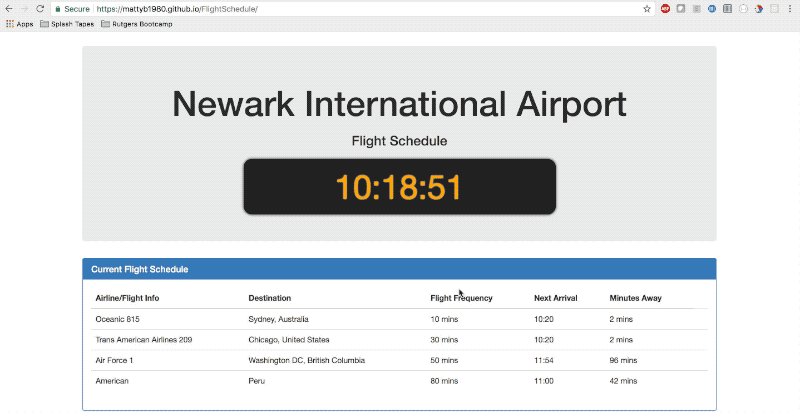 Secure https://mattyb1980.github.io/FlightSchedule/
Apps Splash Tapes Rutgers Bootcamp
Newark International Airport
Flight Schedule
10:18:51
Current Flight Schedule
Airline/Flight Info Destination Flight Frequency Next Arrival Minutes Away
Oceanic 815 Sydney, Australia 10 mins 10:20 2 mins
Trans American Airlines 209 Chicago, United States 30 mins 10:20 2 mins
Air Force 1 Washington DC, British Columbia 50 mins 11:54 96 mins
American Peru 80 mins 11:00 42 mins